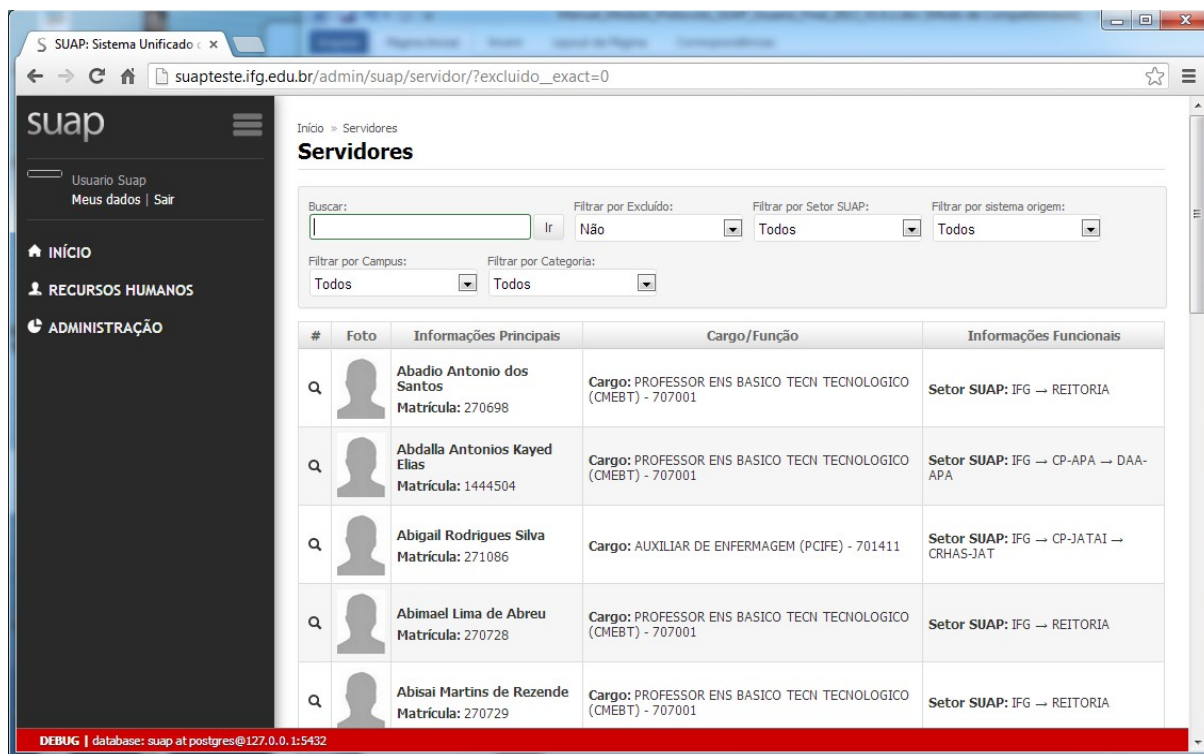 SUAP: Sistema Unificado
suapteste.ifg.edu.br/admin/suap/servidor/?excluido__exact=0
suap
Usuario Suap
Meus dados | Sair
INÍCIO
RECURSOS HUMANOS
ADMINISTRAÇÃO
Início » Servidores
Servidores
Buscar: Filtrar por Excluído: Filtrar por Setor SUAP: Filtrar por sistema origem:
Ir Não Todos Todos
Filtrar por Campus: Filtrar por Categoria:
Todos Todos
# Foto Informações Principais Cargo/Função Informações Funcionais
Abadio Antonio dos
Santos
Matrícula: 270698
Cargo: PROFESSOR ENS BASICO TECN TECNOLOGICO
(CMEBT) - 707001
Setor SUAP: IFG → REITORIA
Abdalla Antonios Kayed
Elias
Matrícula: 1444504
Cargo: PROFESSOR ENS BASICO TECN TECNOLOGICO
(CMEBT) - 707001
Setor SUAP: IFG → CP-APA → DAA-
APA
Abigail Rodrigues Silva
Matrícula: 271086
Cargo: AUXILIAR DE ENFERMAGEM (PCIFE) - 701411
Setor SUAP: IFG → CP-JATAI →
CRHAS-JAT
Abimael Lima de Abreu
Matrícula: 270728
Cargo: PROFESSOR ENS BASICO TECN TECNOLOGICO
(CMEBT) - 707001
Setor SUAP: IFG → REITORIA
Abisai Martins de Rezende
Matrícula: 270729
Cargo: PROFESSOR ENS BASICO TECN TECNOLOGICO
(CMEBT) - 707001
Setor SUAP: IFG → REITORIA
DEBUG | database: suap at postgres@127.0.0.1:5432